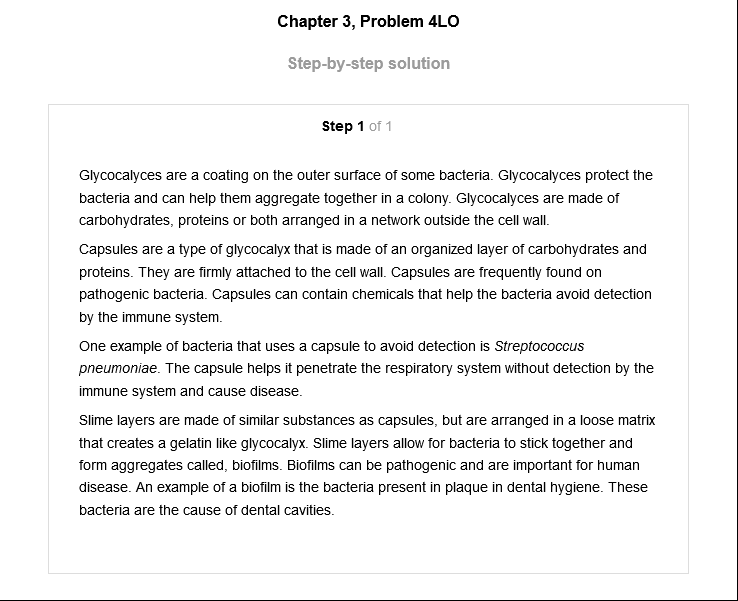 Chapter 3, Problem 4LO
Step-by-step solution
Step 1 of 1
Glycocalyces are a coating on the outer surface of some bacteria. Glycocalyces protect the
bacteria and can help them aggregate together in a colony. Glycocalyces are made of
carbohydrates, proteins or both arranged in a network outside the cell wall.
Capsules are a type of glycocalyx that is made of an organized layer of carbohydrates and
proteins. They are firmly attached to the cell wall. Capsules are frequently found on
pathogenic bacteria. Capsules can contain chemicals that help the bacteria avoid detection
by the immune system.
One example of bacteria that uses a capsule to avoid detection is Streptococcus
pneumoniae. The capsule helps it penetrate the respiratory system without detection by the
immune system and cause disease.
Slime layers are made of similar substances as capsules, but are arranged in a loose matrix
that creates a gelatin like glycocalyx. Slime layers allow for bacteria to stick together and
form aggregates called, biofilms. Biofilms can be pathogenic and are important for human
disease. An example of a biofilm is the bacteria present in plaque in dental hygiene. These
bacteria are the cause of dental cavities.